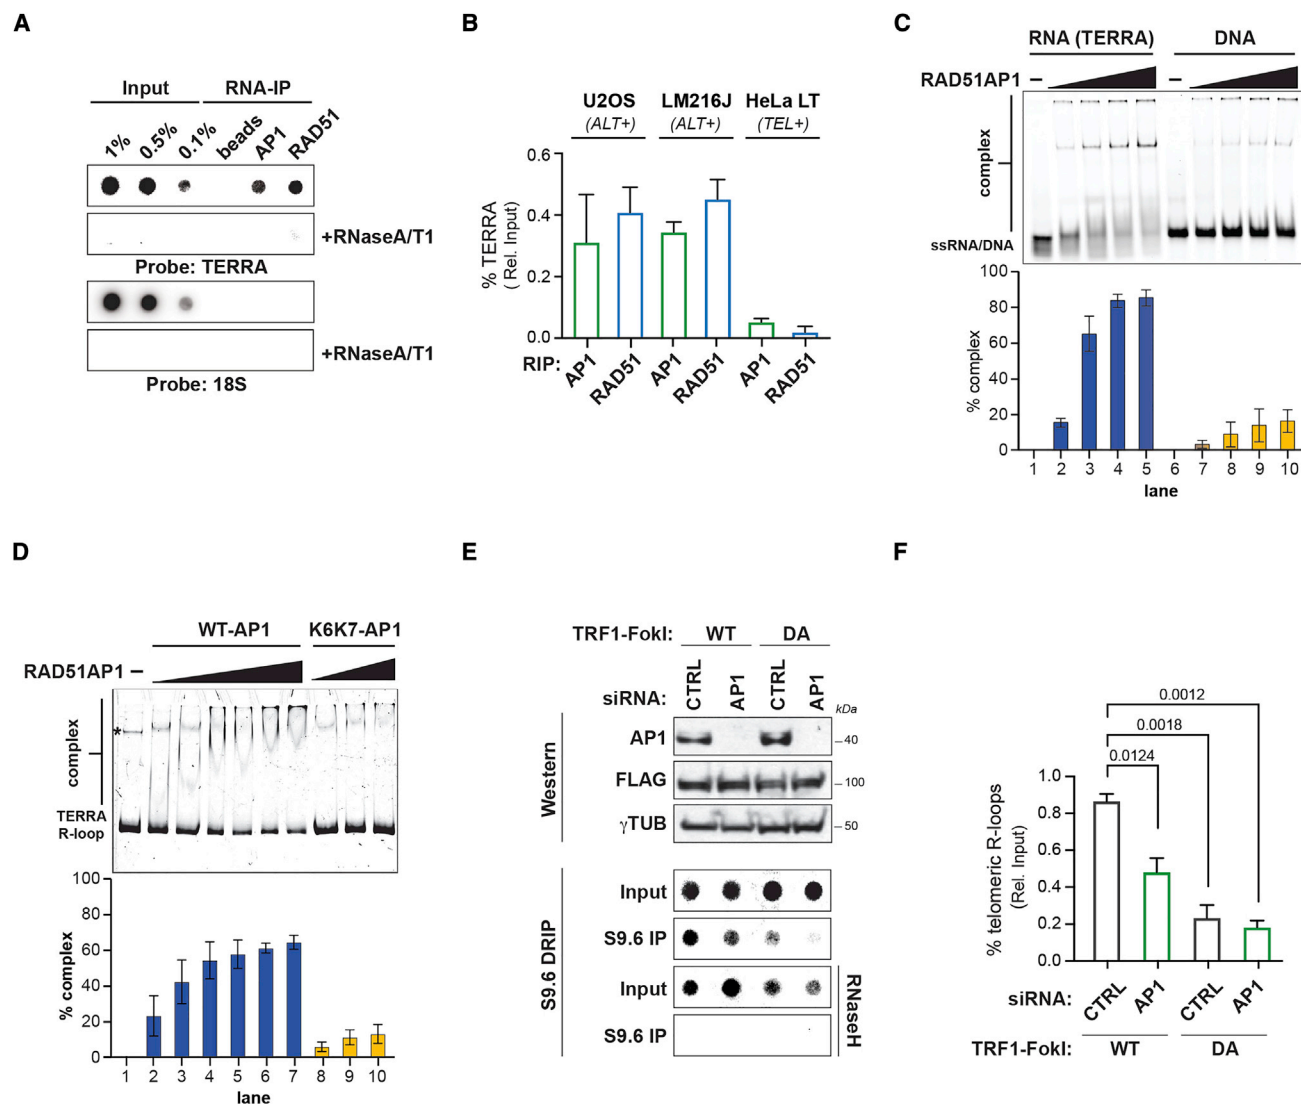 A
Input RNA-IP
1% 0.5% 0.1% beads AP1 RAD51
+RNaseA/T1
Probe: TERRA
+RNaseA/T1
Probe: 18S
B
U2OS LM216J HeLa LT
(ALT+) (ALT+) (TEL+)
% TERRA
( Rel. Input)
0.6
0.4
0.2
0.0
RIP: AP1 RAD51 AP1 RAD51 AP1 RAD51
C
RNA (TERRA) DNA
RAD51AP1 – –
complex
ssRNA/DNA
% complex
100
80
60
40
20
0
1 2 3 4 5 6 7 8 9 10
lane
D
WT-AP1 K6K7-AP1
RAD51AP1 –
complex
*
TERRA
R-loop
% complex
100
80
60
40
20
0
1 2 3 4 5 6 7 8 9 10
lane
E
TRF1-FokI: WT DA
siRNA: CTRL AP1 CTRL AP1
kDa
Western
AP1 40
FLAG 100
γTUB 50
S9.6 DRIP
Input
S9.6 IP
Input
S9.6 IP
RNaseH
F
0.0012
0.0018
0.0124
% telomeric R-loops
(Rel. Input)
1.0
0.8
0.6
0.4
0.2
0.0
siRNA: CTRL AP1 CTRL AP1
TRF1-FokI: WT DA